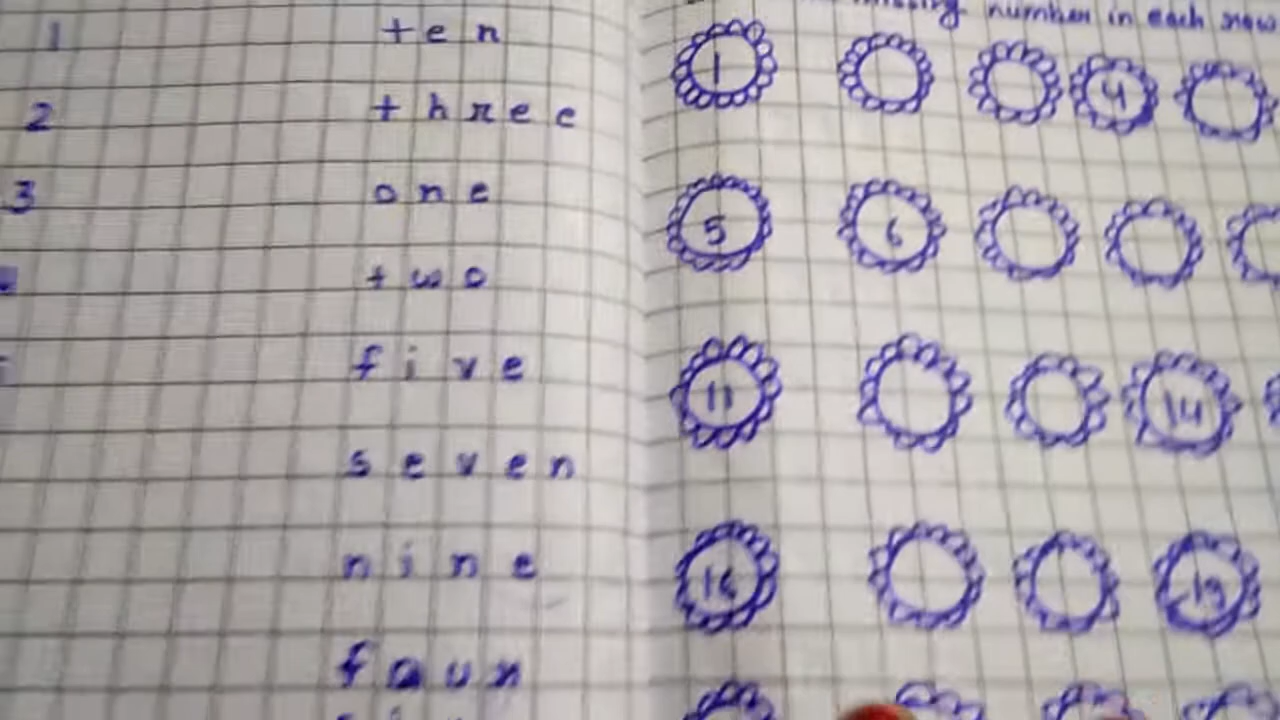 1 ten
2 three
3 one
two
five
seven
nine
four
number in each row
1 4
5 6
11 14
16 19